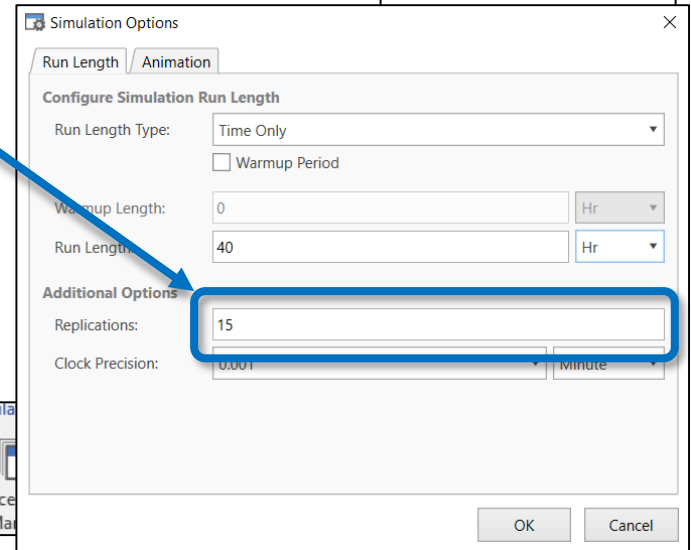 Simulation Options
Run Length Animation
Configure Simulation Run Length
Run Length Type: Time Only
Warmup Period
Warmup Length: 0 Hr
Run Length: 40 Hr
Additional Options
Replications: 15
Clock Precision: 0.001 Minute
OK Cancel